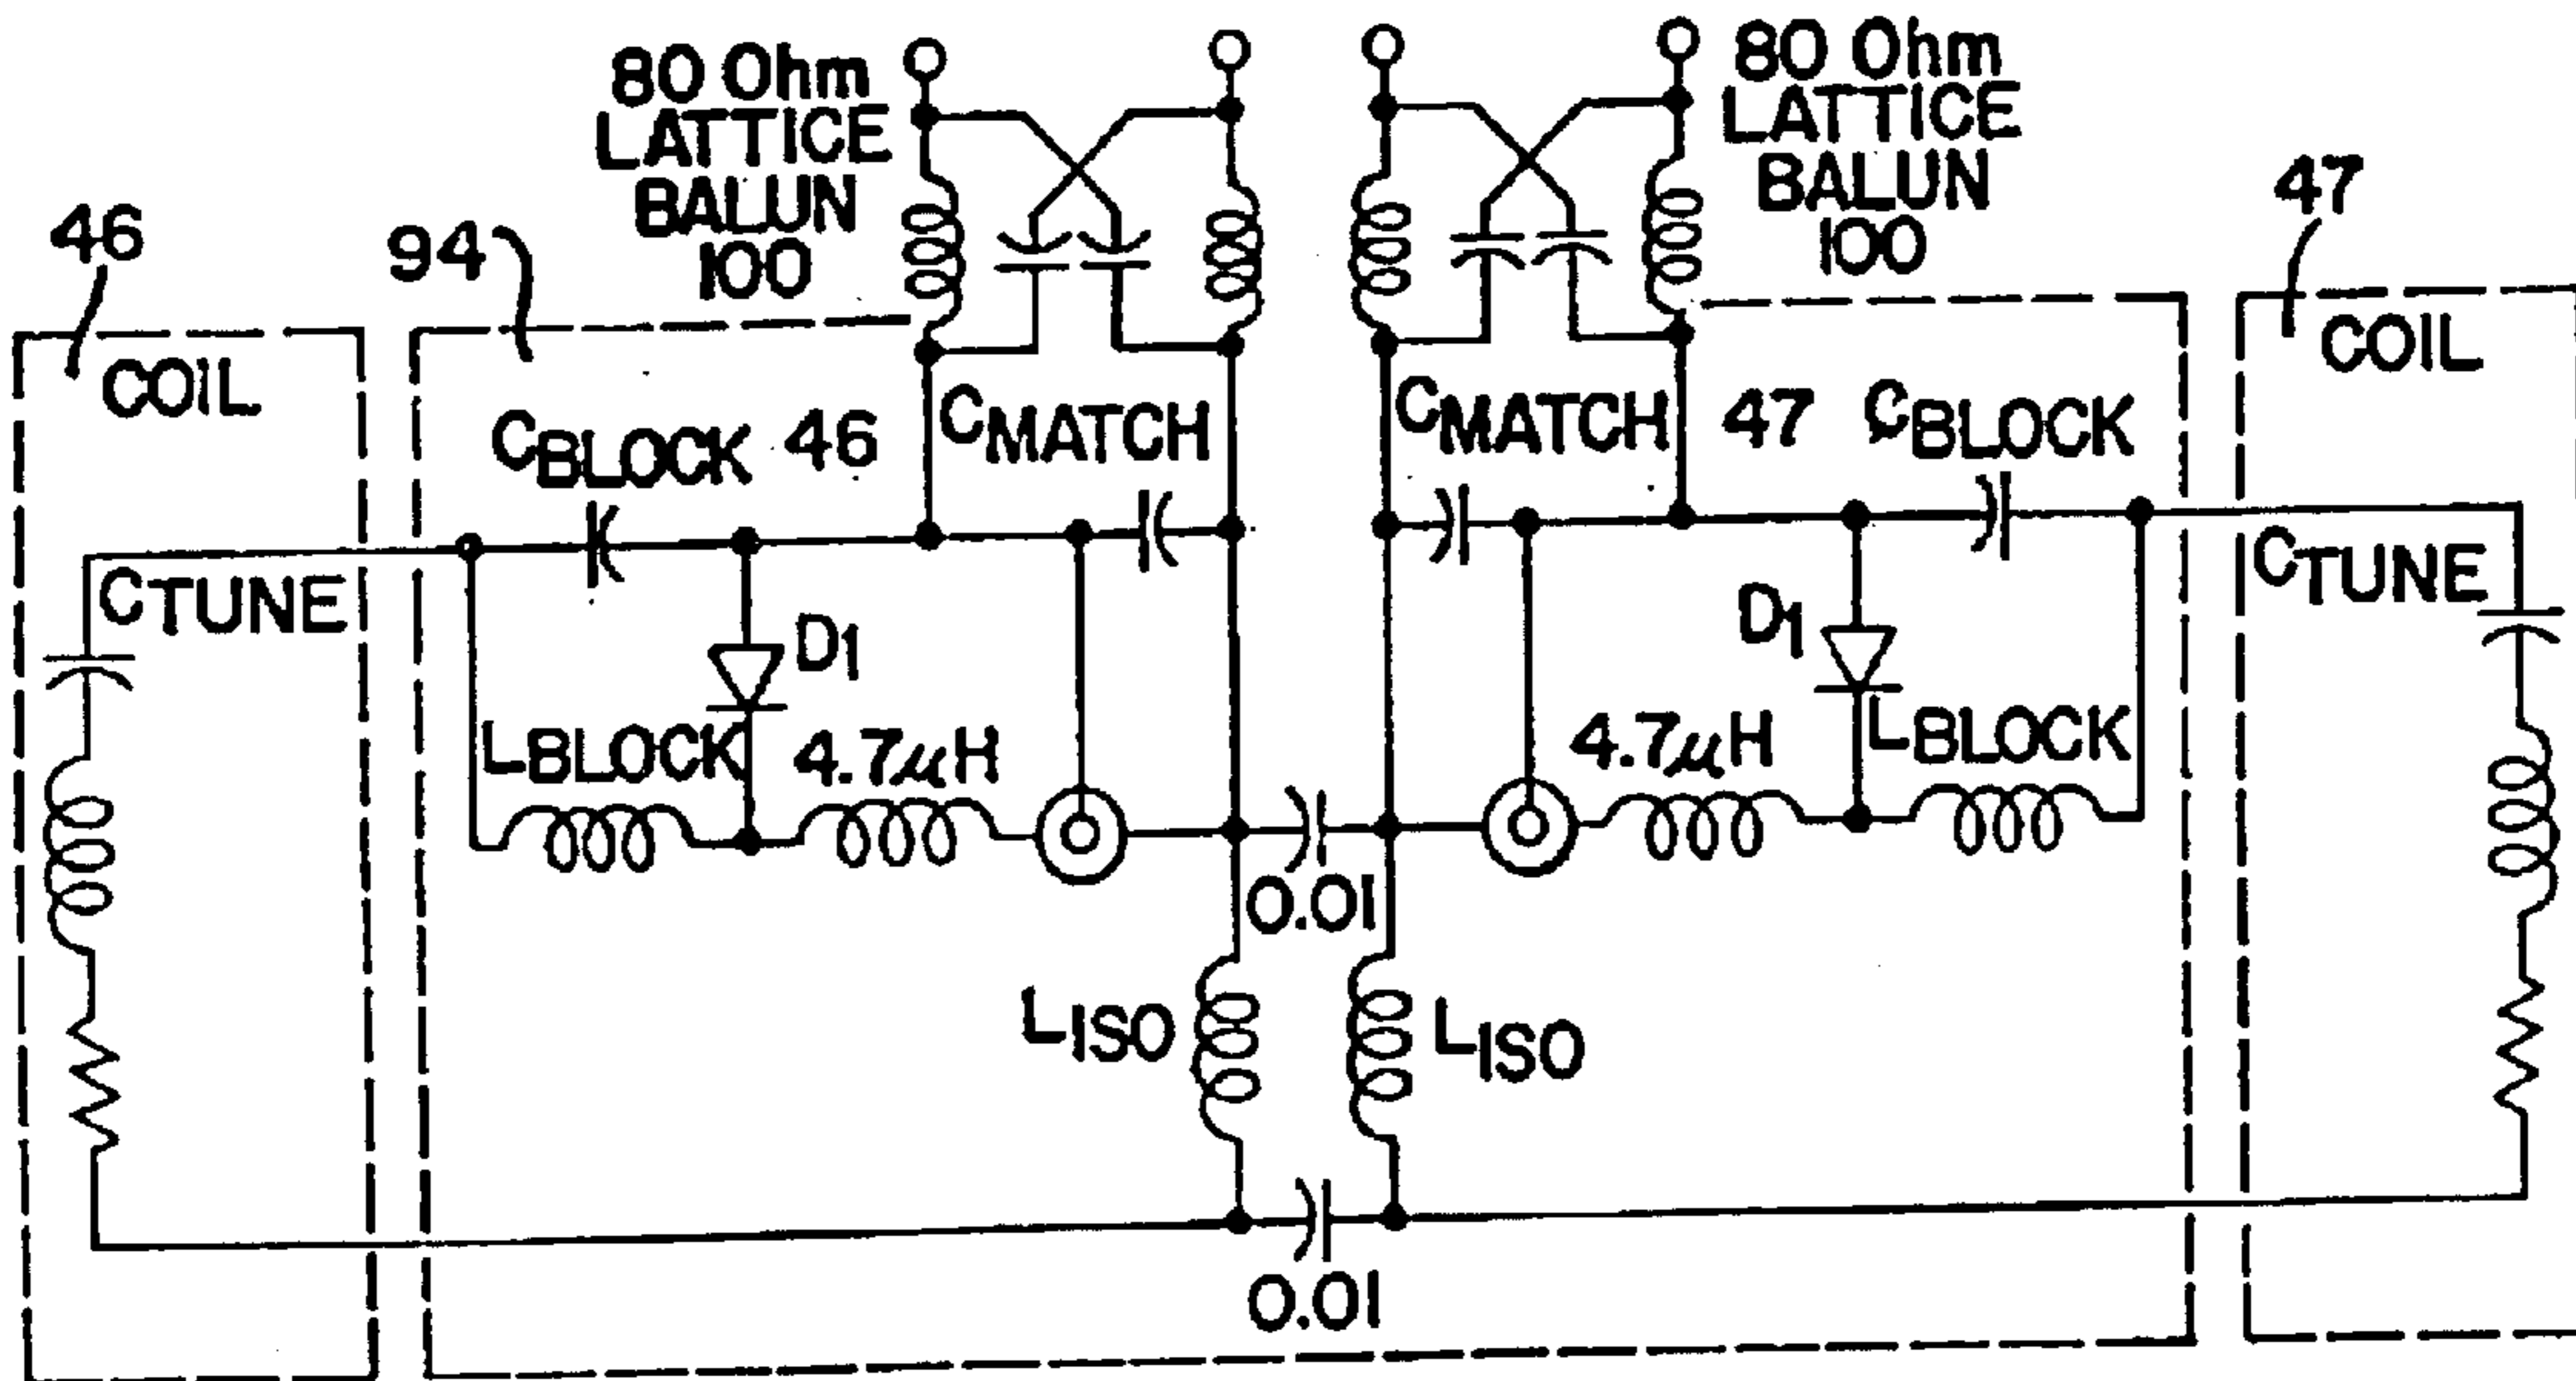 80 Ohm
LATTICE
BALUN
100
80 Ohm
LATTICE
BALUN
100
46
94
47
COIL
COIL
CBLOCK 46
CMATCH
CMATCH
47 CBLOCK
CTUNE
CTUNE
D1
D1
LBLOCK
4.7μH
4.7μH
LBLOCK
0.01
LISO
LISO
0.01